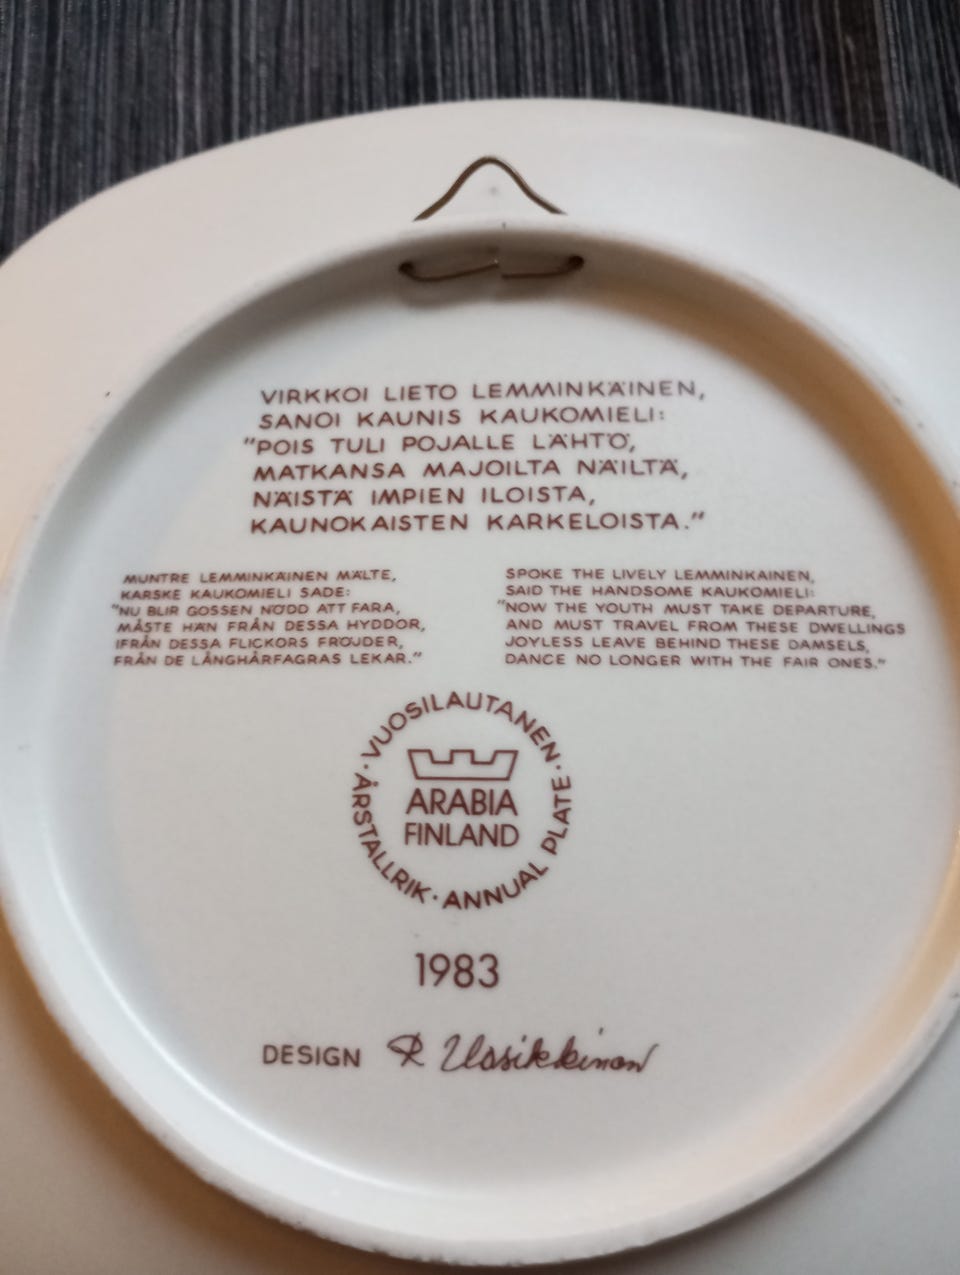 VIRKKOI LIETO LEMMINKÄINEN,
SANOI KAUNIS KAUKOMIELI:
"POIS TULI POJALLE LÄHTÖ,
MATKANSA MAJOILTA NÄILTÄ,
NÄISTÄ IMPIEN ILOISTA,
KAUNOKAISTEN KARKELOISTA."
MUNTRE LEMMINKÄINEN MÄLTE,
KARSKE KAUKOMIELI SADE:
"NU BLIR GOSSEN NÖDD ATT FARA,
MÅSTE HAN FRÅN DESSA HYDDOR,
IFRÅN DESSA FLICKORS FRÖJDER,
FRÅN DE LÅNGHÅRFAGRAS LEKAR."
SPOKE THE LIVELY LEMMINKAINEN,
SAID THE HANDSOME KAUKOMIELI:
"NOW THE YOUTH MUST TAKE DEPARTURE,
AND MUST TRAVEL FROM THESE DWELLINGS
JOYLESS LEAVE BEHIND THESE DAMSELS,
DANCE NO LONGER WITH THE FAIR ONES."
· VUOSILAUTANEN ·
ARABIA
FINLAND
ÅRSTALLRIK · ANNUAL PLATE
1983
DESIGN R Uosikkinen